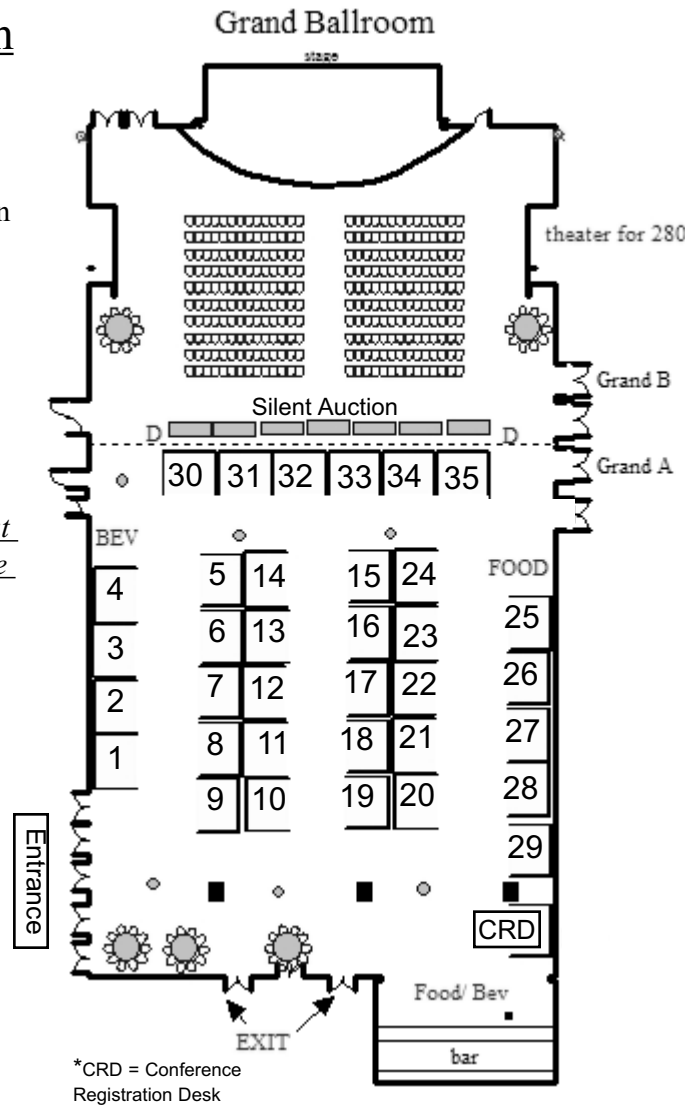 n
Grand Ballroom
stage
n
theater for 280
Grand B
Silent Auction
D D
Grand A
30 31 32 33 34 35
t
e
BEV
FOOD
4 5 14 15 24 25
3 6 13 16 23 26
2 7 12 17 22 27
1 8 11 18 21 28
9 10 19 20 29
Entrance
CRD
Food/ Bev
EXIT
bar
*CRD = Conference
Registration Desk